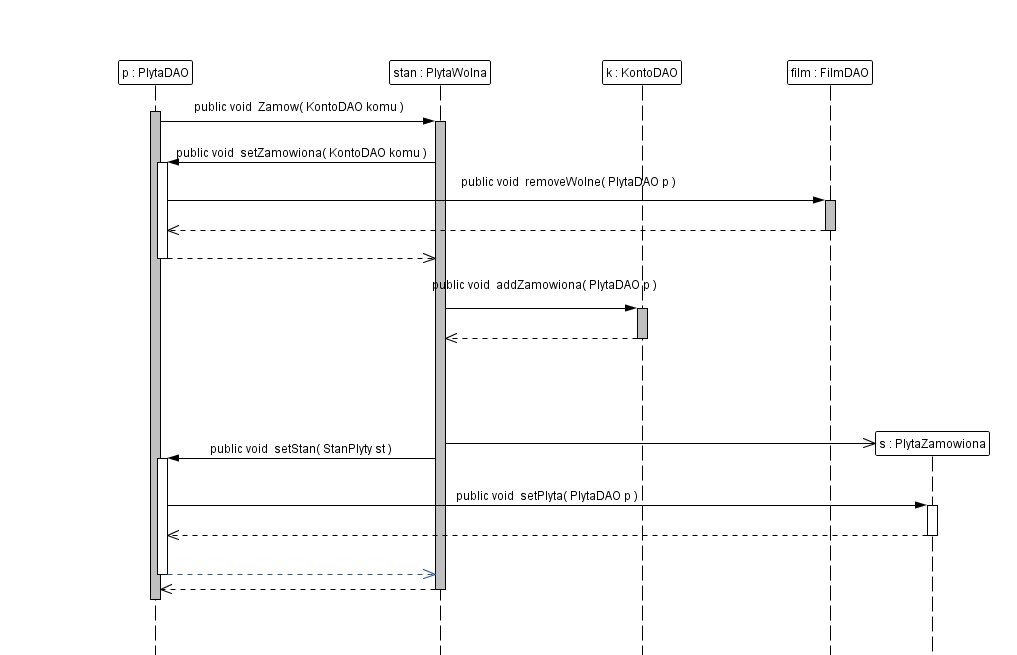 p : PlytaDAO
stan : PlytaWolna
k : KontoDAO
film : FilmDAO
public void Zamow( KontoDAO komu )
public void setZamowiona( KontoDAO komu )
public void removeWolne( PlytaDAO p )
public void addZamowiona( PlytaDAO p )
s : PlytaZamowiona
public void setStan( StanPlyty st )
public void setPlyta( PlytaDAO p )